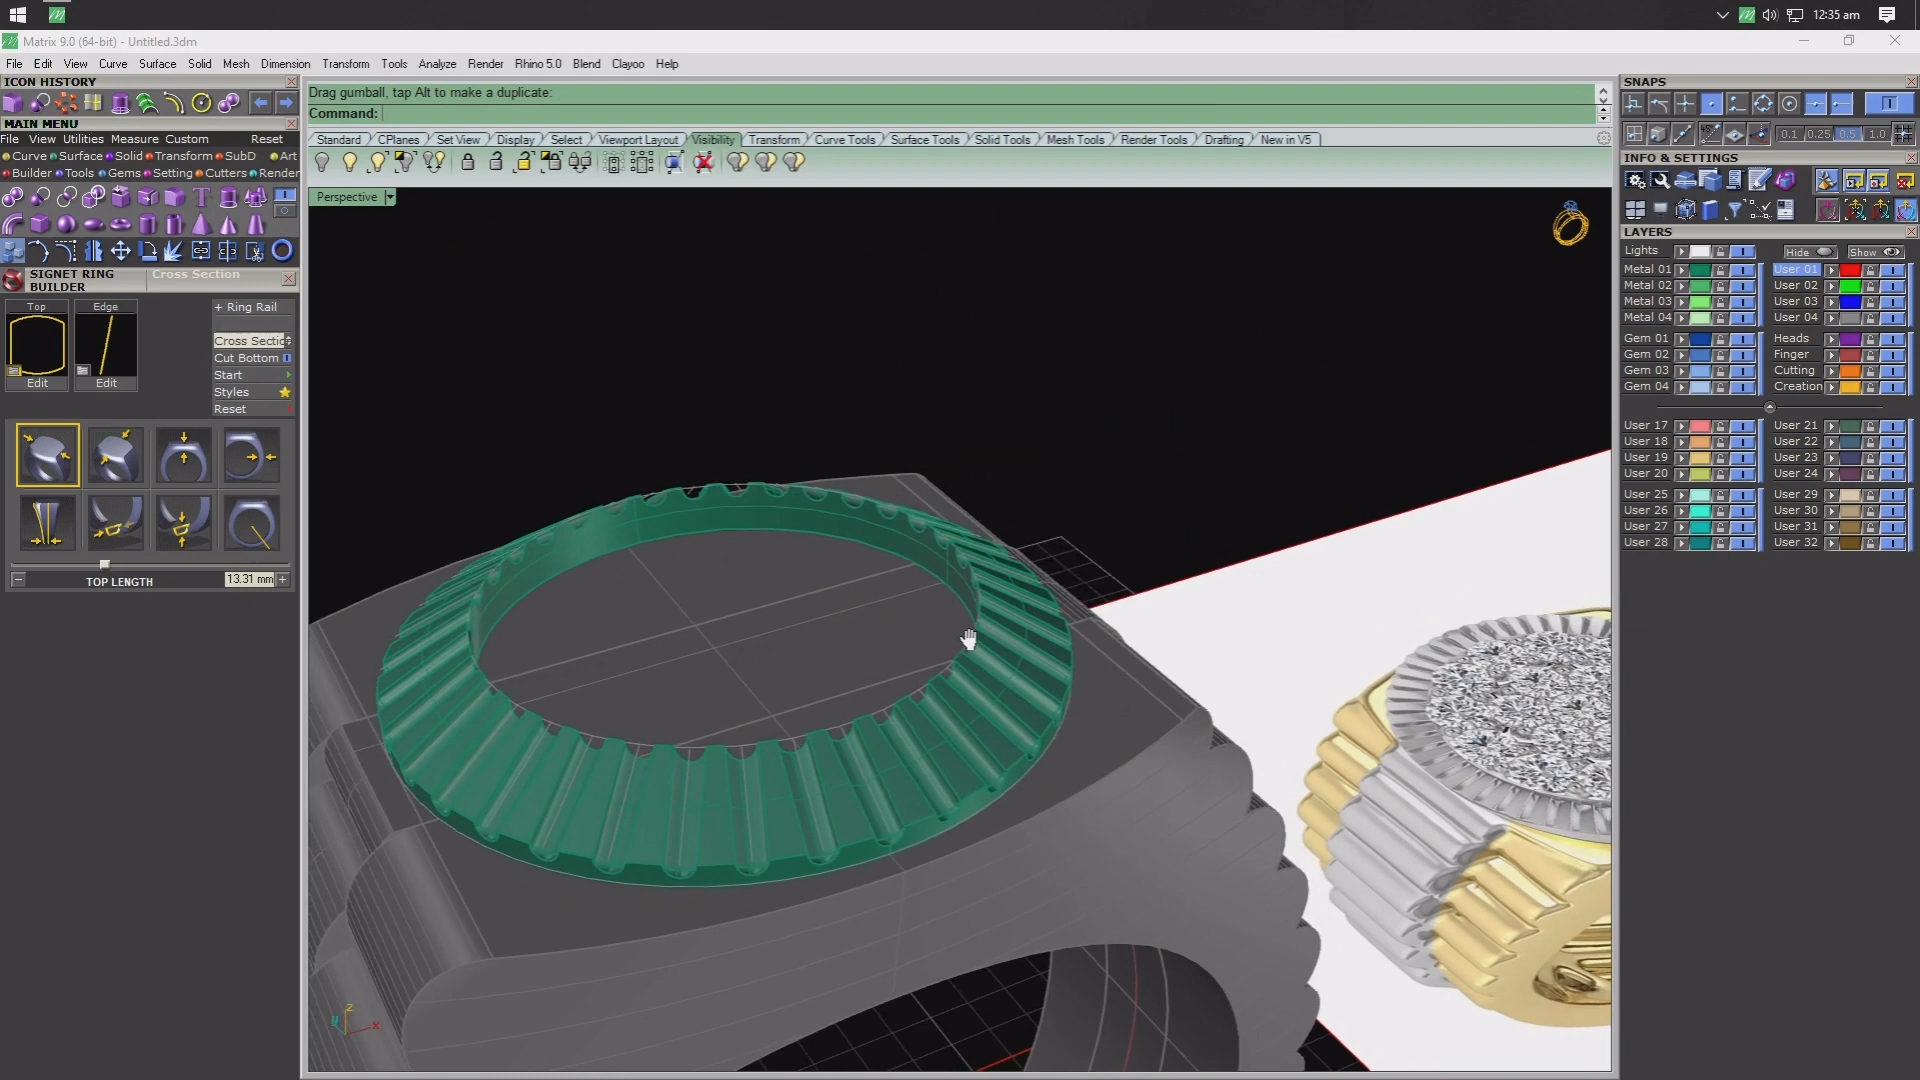 12:35 am
Matrix 9.0 (64-bit) - Untitled.3dm
File Edit View Curve Surface Solid Mesh Dimension Transform Tools Analyze Render Rhino 5.0 Blend Clayoo Help
ICON HISTORY
MAIN MENU
File View Utilities Measure Custom Reset
Curve Surface Solid Transform SubD Art
Builder Tools Gems Setting Cutters Render
SIGNET RING BUILDER
Cross Section
Top
Edge
Edit
Edit
+ Ring Rail
Cross Sectio
Cut Bottom
Start
Styles
Reset
TOP LENGTH
13.31 mm
Drag gumball, tap Alt to make a duplicate:
Command:
Standard CPlanes Set View Display Select Viewport Layout Visibility Transform Curve Tools Surface Tools Solid Tools Mesh Tools Render Tools Drafting New in V5
Perspective
z
y
x
SNAPS
0.1 0.25 0.5 1.0
INFO & SETTINGS
LAYERS
Lights Hide Show
Metal 01 User 01
Metal 02 User 02
Metal 03 User 03
Metal 04 User 04
Gem 01 Heads
Gem 02 Finger
Gem 03 Cutting
Gem 04 Creation
User 17 User 21
User 18 User 22
User 19 User 23
User 20 User 24
User 25 User 29
User 26 User 30
User 27 User 31
User 28 User 32